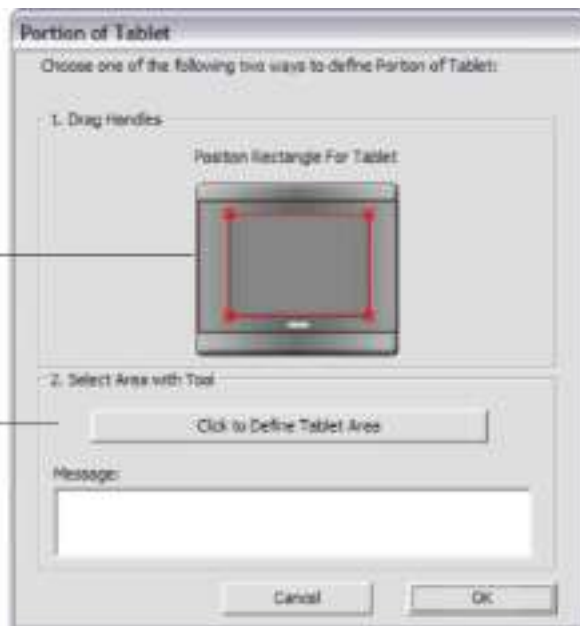 Portion of Tablet
Choose one of the following two ways to define Portion of Tablet:
1. Drag Handles
Position Rectangle For Tablet
2. Select Area with Tool
Click to Define Tablet Area
Message:
Cancel
OK